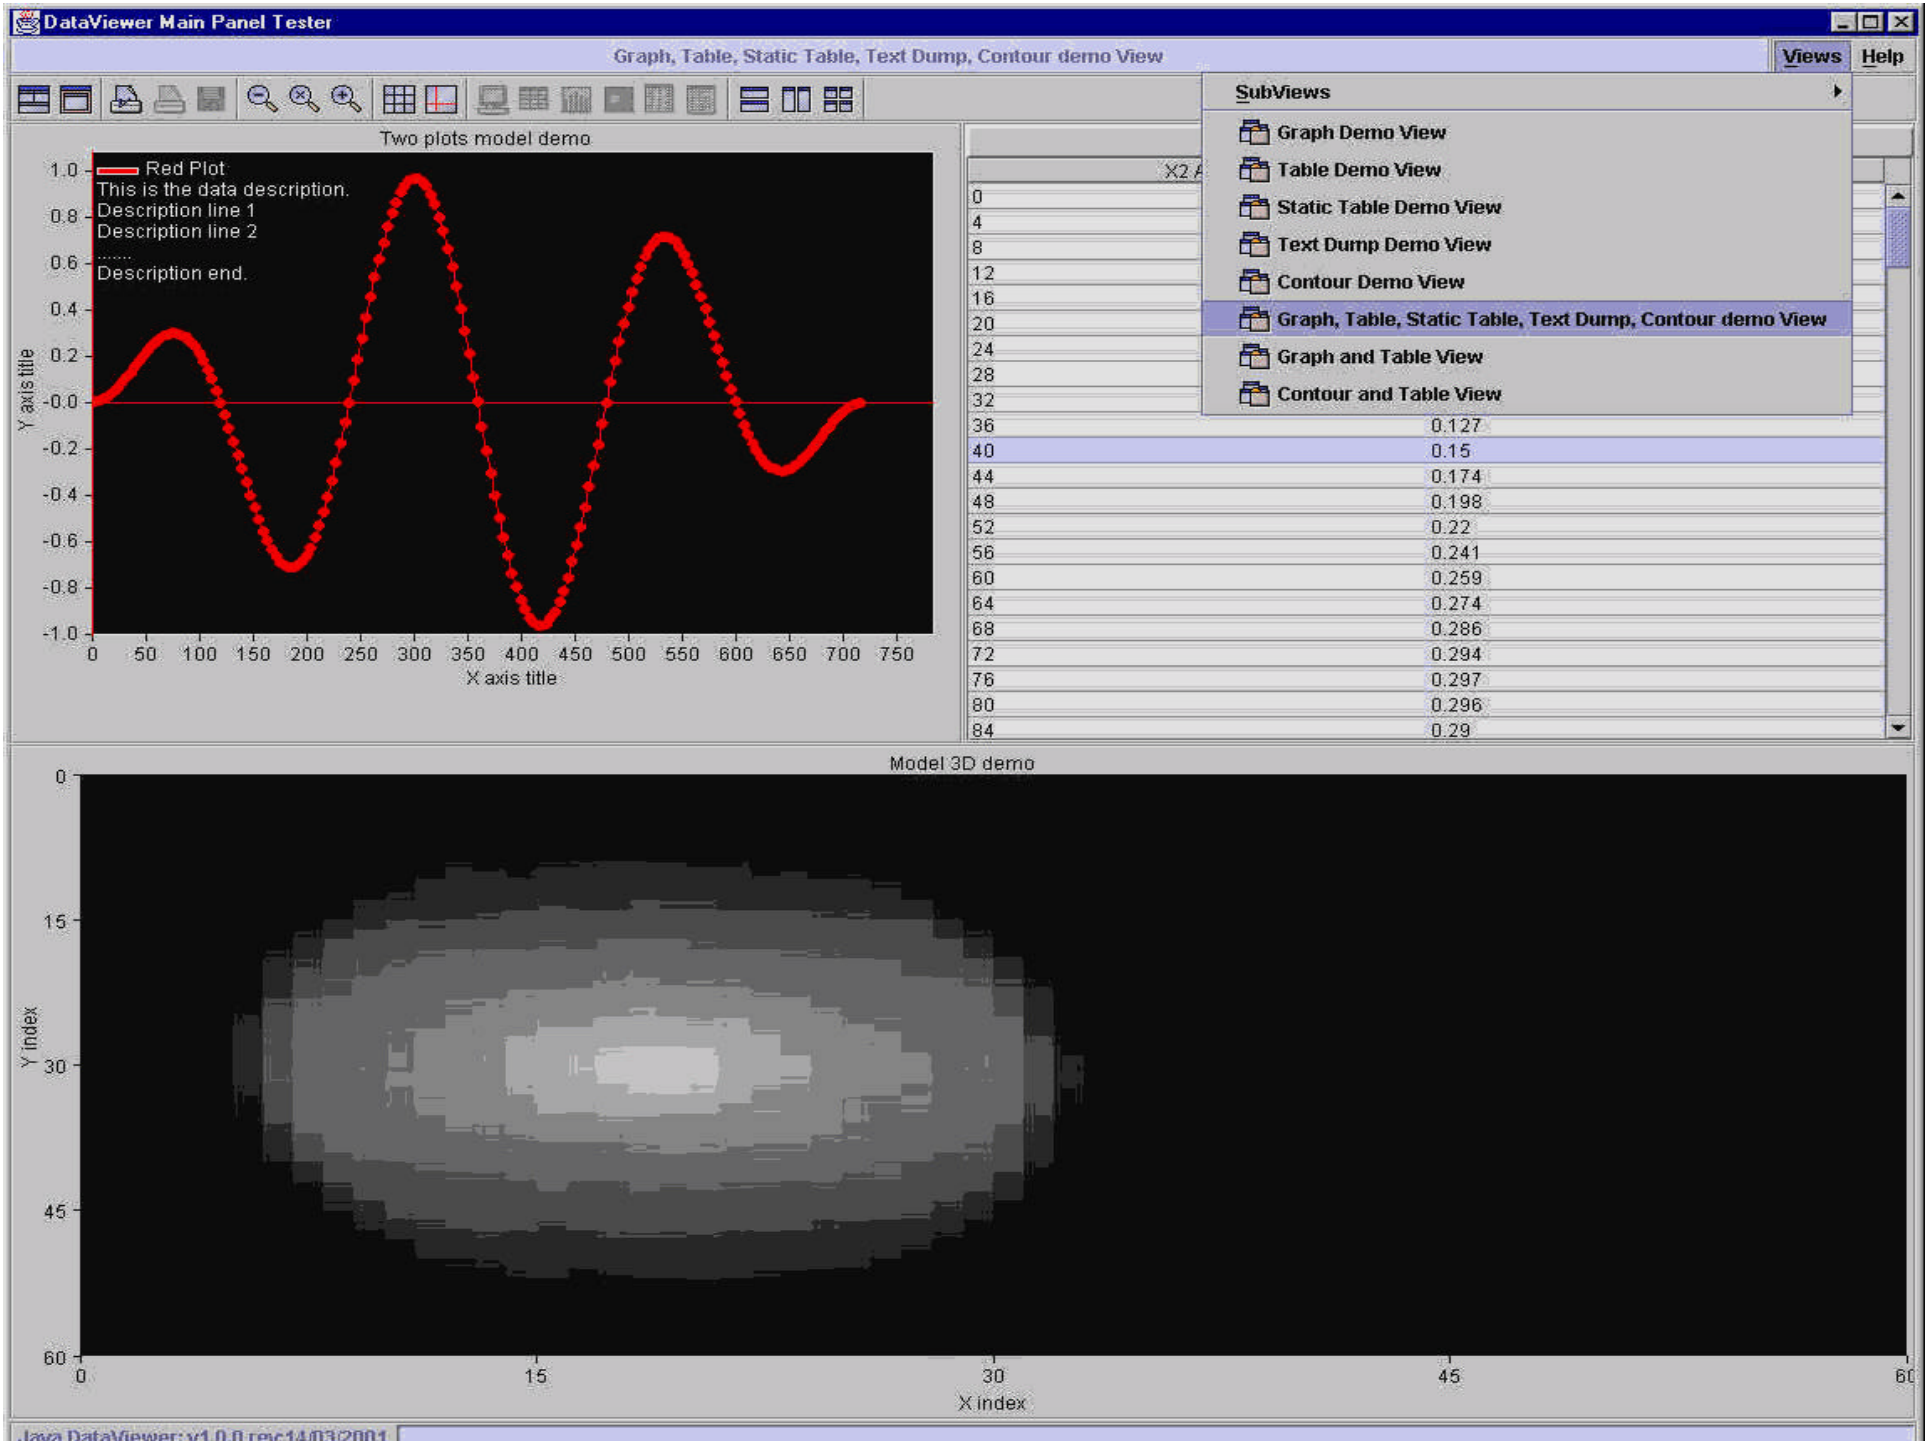 DataViewer Main Panel Tester
Graph, Table, Static Table, Text Dump, Contour demo View
Views Help
SubViews
Graph Demo View
Table Demo View
Static Table Demo View
Text Dump Demo View
Contour Demo View
Graph, Table, Static Table, Text Dump, Contour demo View
Graph and Table View
Contour and Table View
Two plots model demo
Red Plot
This is the data description.
Description line 1
Description line 2
.......
Description end.
1.0
0.8
0.6
0.4
0.2
-0.0
-0.2
-0.4
-0.6
-0.8
-1.0
Y axis title
0 50 100 150 200 250 300 350 400 450 500 550 600 650 700 750
X axis title
X2
0
4
8
12
16
20
24
28
32
36 0.127
40 0.15
44 0.174
48 0.198
52 0.22
56 0.241
60 0.259
64 0.274
68 0.286
72 0.294
76 0.297
80 0.296
84 0.29
Model 3D demo
0
15
30
45
60
Y index
0 15 30 45 60
X index
Java DataViewer: v1.0.0 rev:14/03/2001